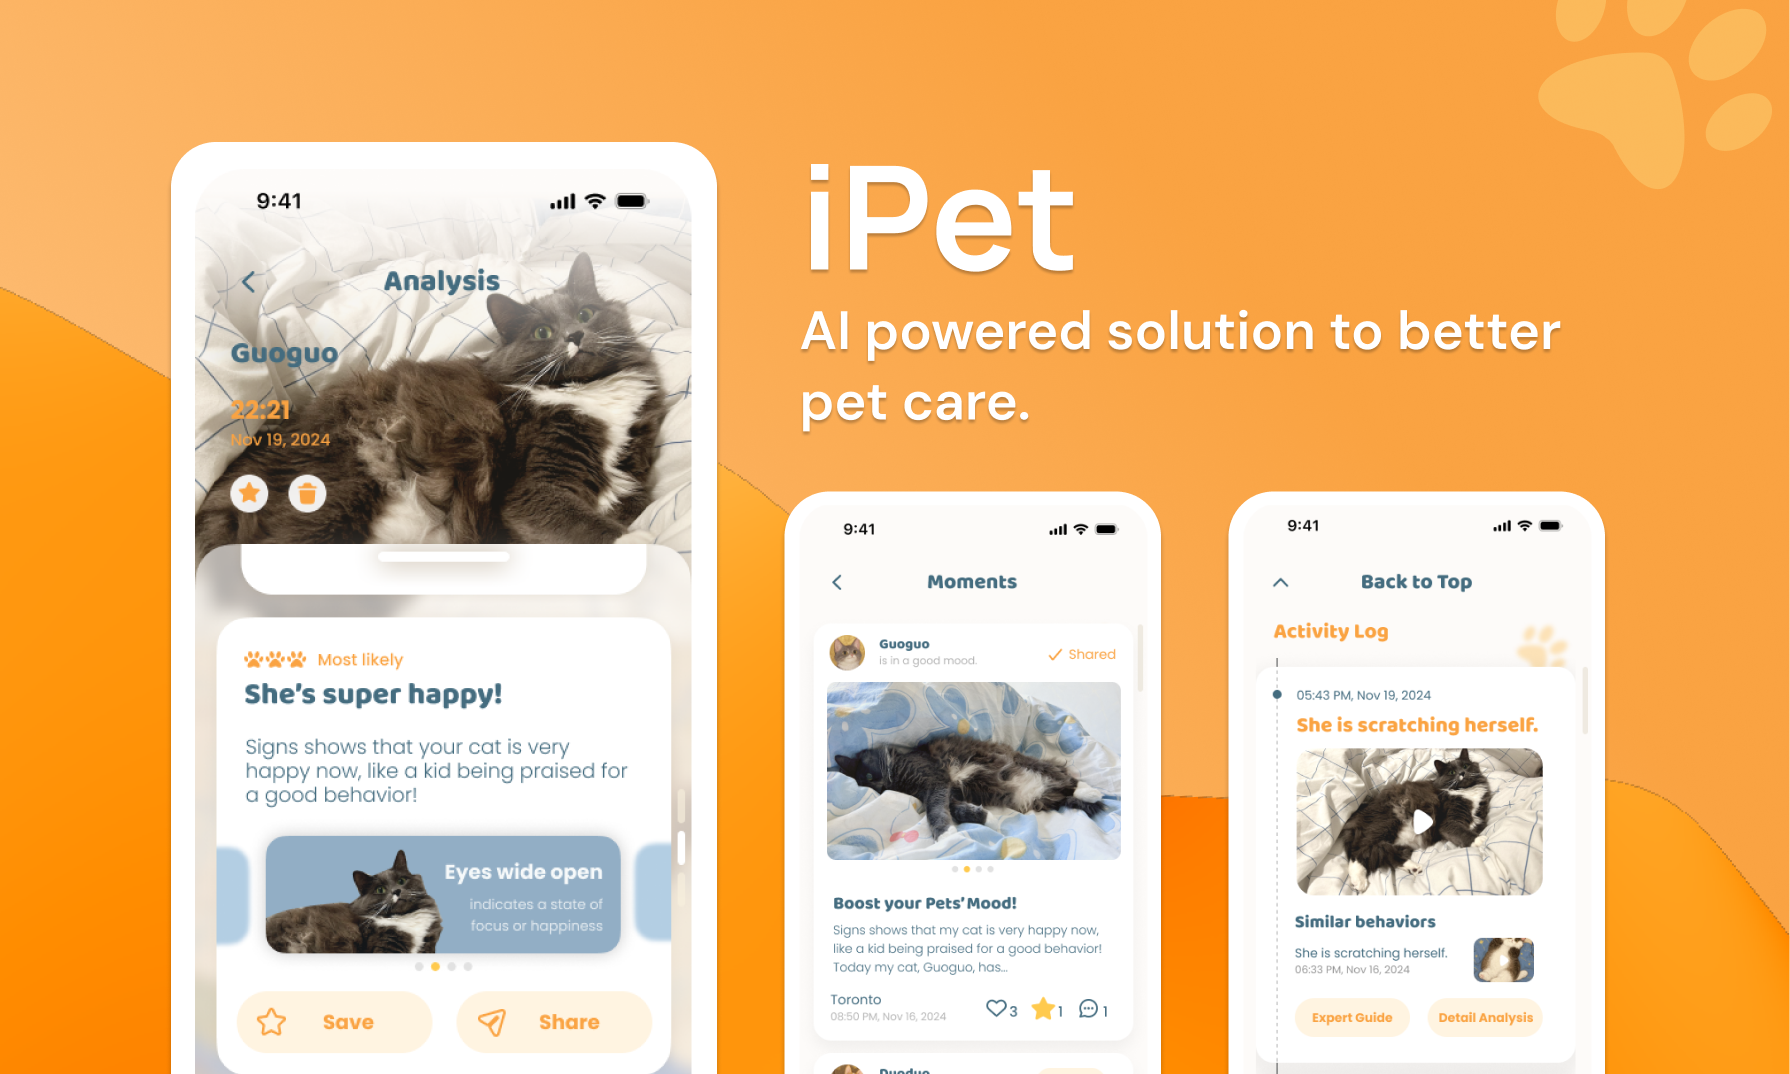 iPet
AI powered solution to better
pet care.
9:41
Analysis
Guoguo
22:21
Nov 19, 2024
Most likely
She's super happy!
Signs shows that your cat is very
happy now, like a kid being praised for
a good behavior!
Eyes wide open
indicates a state of
focus or happiness
Save
Share
9:41
Moments
Guoguo
is in a good mood.
Shared
Boost your Pets' Mood!
Signs shows that my cat is very happy now,
like a kid being praised for a good behavior!
Today my cat, Guoguo, has...
Toronto
08:50 PM, Nov 16, 2024
3
1
1
Duoduo
9:41
Back to Top
Activity Log
05:43 PM, Nov 19, 2024
She is scratching herself.
Similar behaviors
She is scratching herself.
06:33 PM, Nov 16, 2024
Expert Guide
Detail Analysis